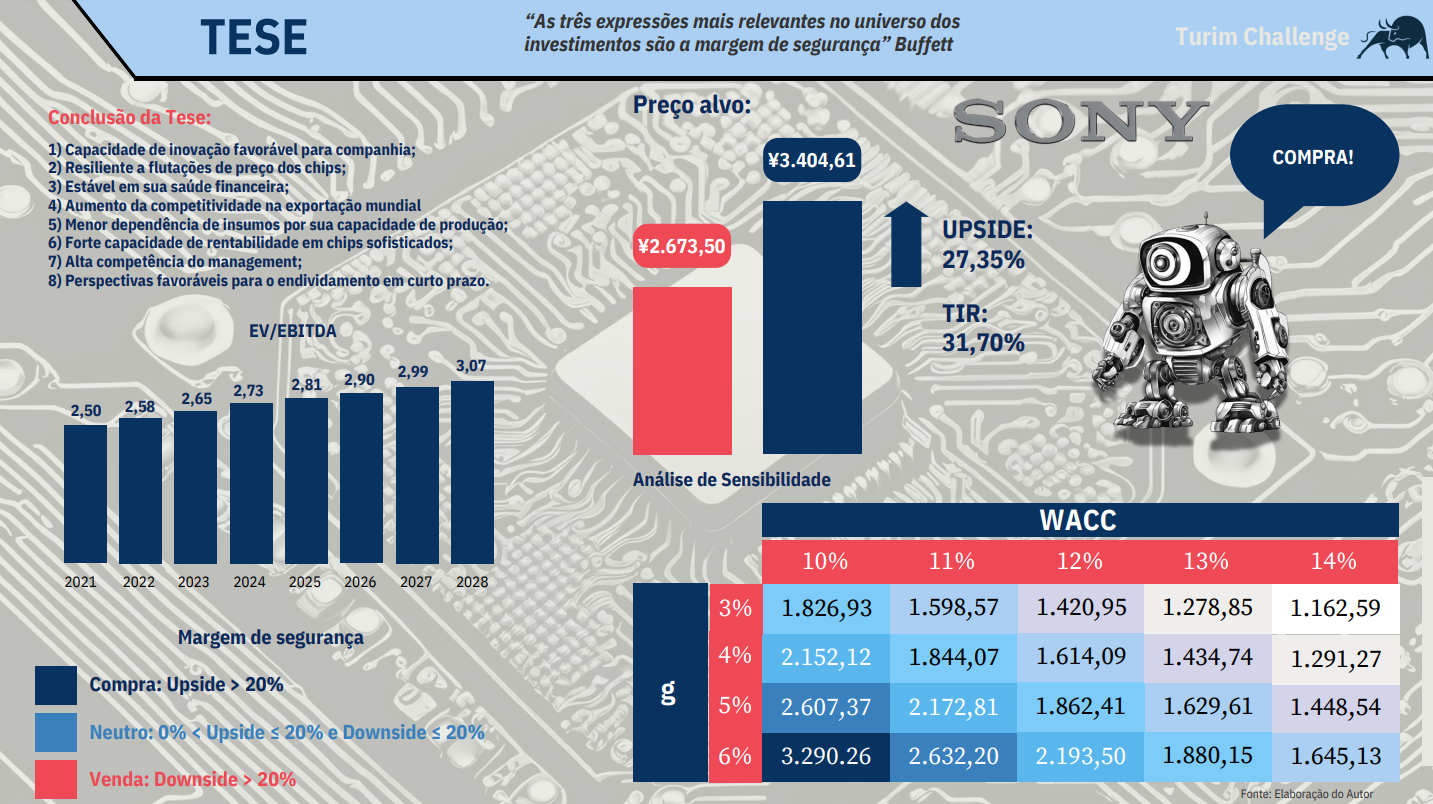 TESE
“As três expressões mais relevantes no universo dos
investimentos são a margem de segurança” Buffett
Turim Challenge
Conclusão da Tese:
1) Capacidade de inovação favorável para companhia;
2) Resiliente a flutações de preço dos chips;
3) Estável em sua saúde financeira;
4) Aumento da competitividade na exportação mundial
5) Menor dependência de insumos por sua capacidade de produção;
6) Forte capacidade de rentabilidade em chips sofisticados;
7) Alta competência do management;
8) Perspectivas favoráveis para o endividamento em curto prazo.
EV/EBITDA
2,50 2,58 2,65 2,73 2,81 2,90 2,99 3,07
2021 2022 2023 2024 2025 2026 2027 2028
Margem de segurança
Compra: Upside > 20%
Neutro: 0% < Upside ≤ 20% e Downside ≤ 20%
Venda: Downside > 20%
Preço alvo:
¥2.673,50
¥3.404,61
UPSIDE:
27,35%
TIR:
31,70%
SONY
COMPRA!
Análise de Sensibilidade
WACC
10% 11% 12% 13% 14%
g
3% 1.826,93 1.598,57 1.420,95 1.278,85 1.162,59
4% 2.152,12 1.844,07 1.614,09 1.434,74 1.291,27
5% 2.607,37 2.172,81 1.862,41 1.629,61 1.448,54
6% 3.290.26 2.632,20 2.193,50 1.880,15 1.645,13
Fonte: Elaboração do Autor